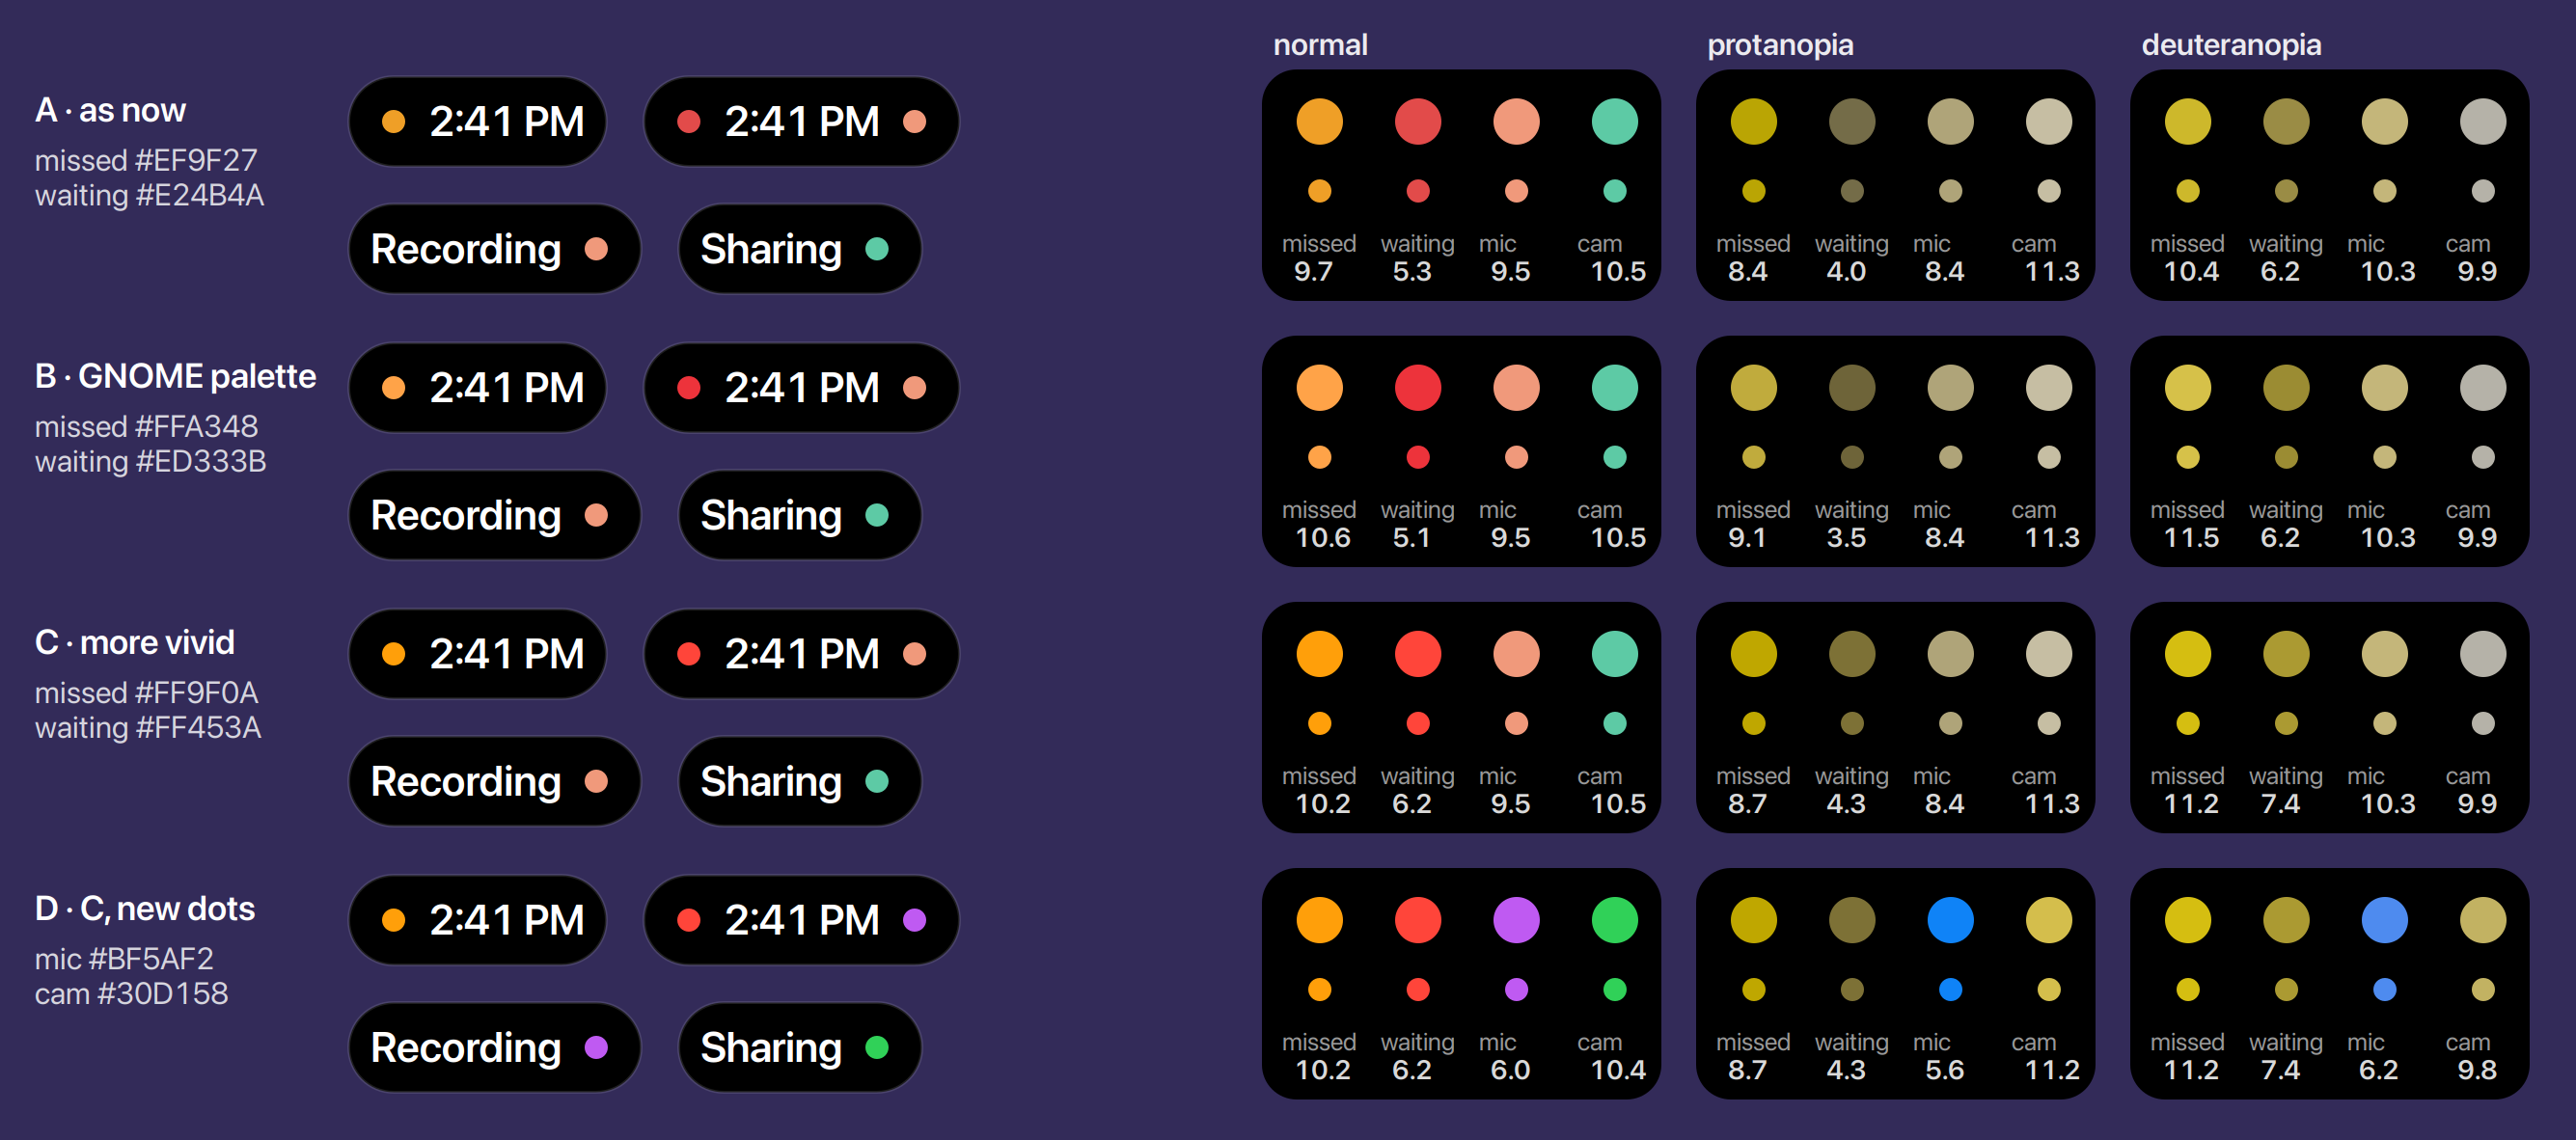 normal protanopia deuteranopia
A · as now
missed #EF9F27
waiting #E24B4A
2:41 PM 2:41 PM
Recording Sharing
missed waiting mic cam
9.7 5.3 9.5 10.5
missed waiting mic cam
8.4 4.0 8.4 11.3
missed waiting mic cam
10.4 6.2 10.3 9.9
B · GNOME palette
missed #FFA348
waiting #ED333B
2:41 PM 2:41 PM
Recording Sharing
missed waiting mic cam
10.6 5.1 9.5 10.5
missed waiting mic cam
9.1 3.5 8.4 11.3
missed waiting mic cam
11.5 6.2 10.3 9.9
C · more vivid
missed #FF9F0A
waiting #FF453A
2:41 PM 2:41 PM
Recording Sharing
missed waiting mic cam
10.2 6.2 9.5 10.5
missed waiting mic cam
8.7 4.3 8.4 11.3
missed waiting mic cam
11.2 7.4 10.3 9.9
D · C, new dots
mic #BF5AF2
cam #30D158
2:41 PM 2:41 PM
Recording Sharing
missed waiting mic cam
10.2 6.2 6.0 10.4
missed waiting mic cam
8.7 4.3 5.6 11.2
missed waiting mic cam
11.2 7.4 6.2 9.8